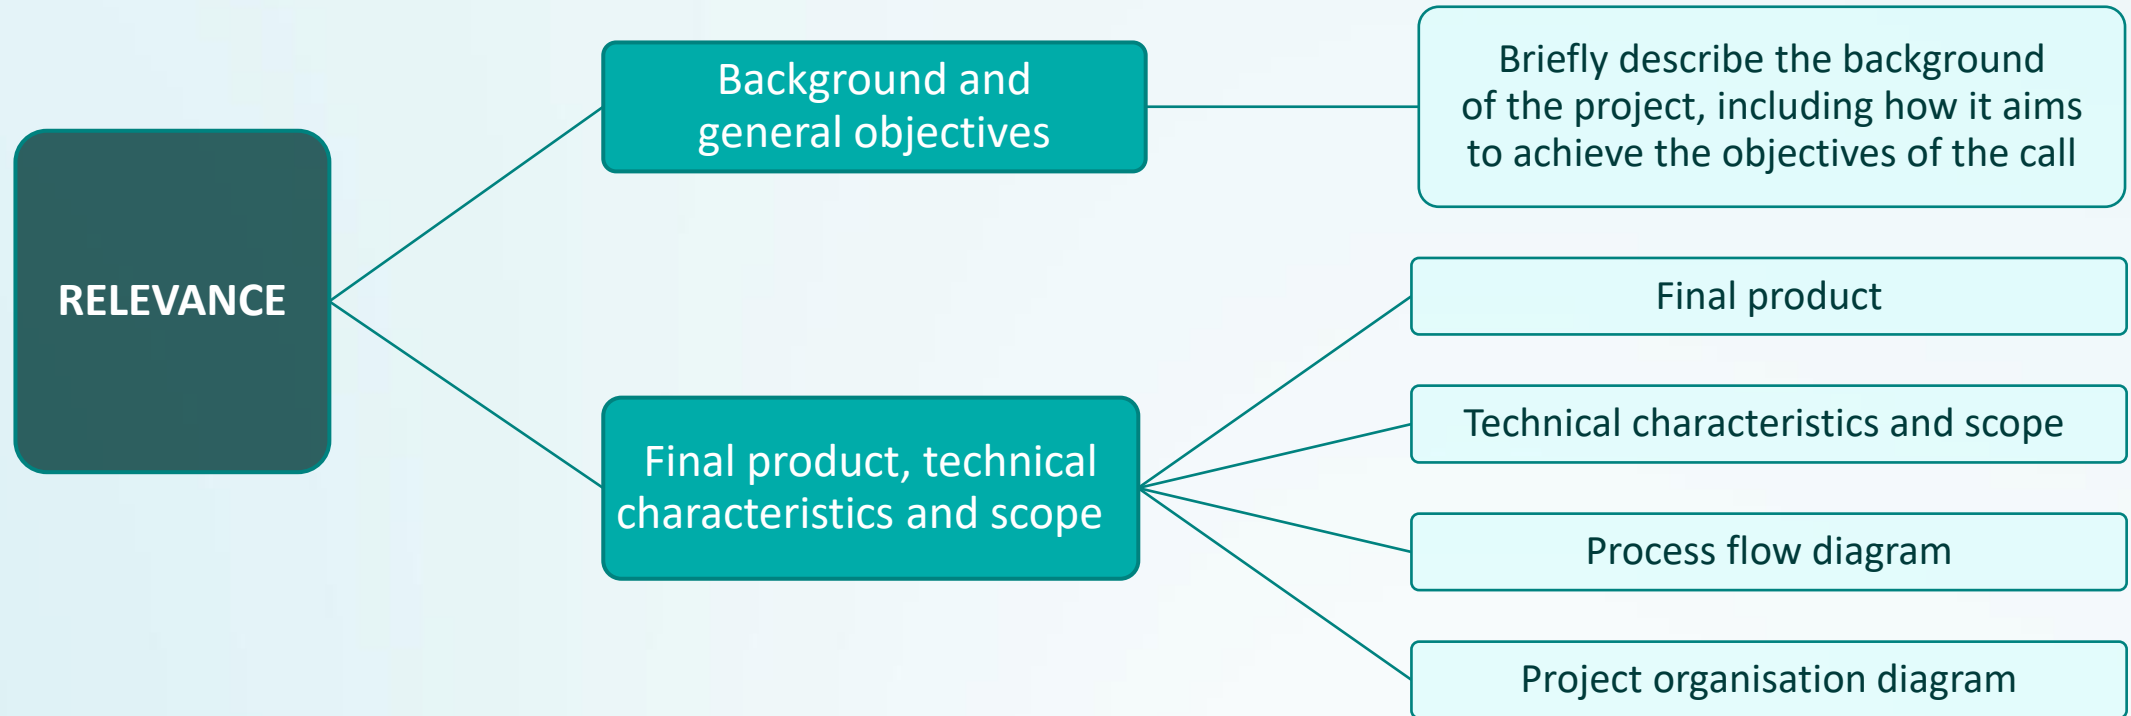 RELEVANCE
Background and
general objectives
Briefly describe the background
of the project, including how it aims
to achieve the objectives of the call
Final product, technical
characteristics and scope
Final product
Technical characteristics and scope
Process flow diagram
Project organisation diagram